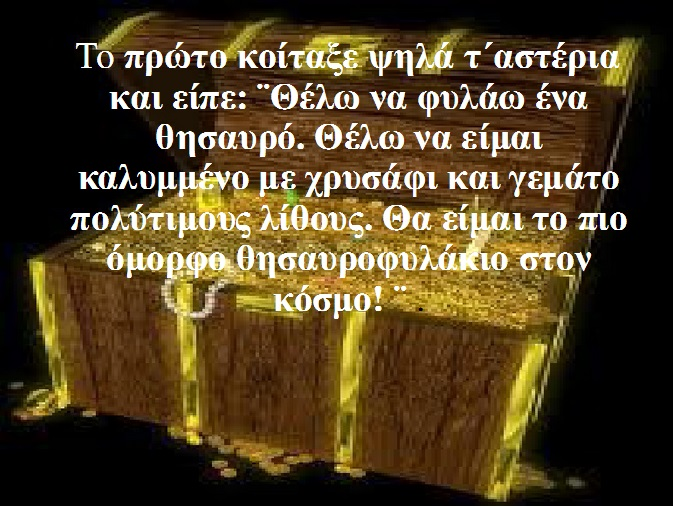 Το πρώτο κοίταξε ψηλά τ΄αστέρια
και είπε: ¨Θέλω να φυλάω ένα
θησαυρό. Θέλω να είμαι
καλυμμένο με χρυσάφι και γεμάτο
πολύτιμους λίθους. Θα είμαι το πιο
όμορφο θησαυροφυλάκιο στον
κόσμο! ¨